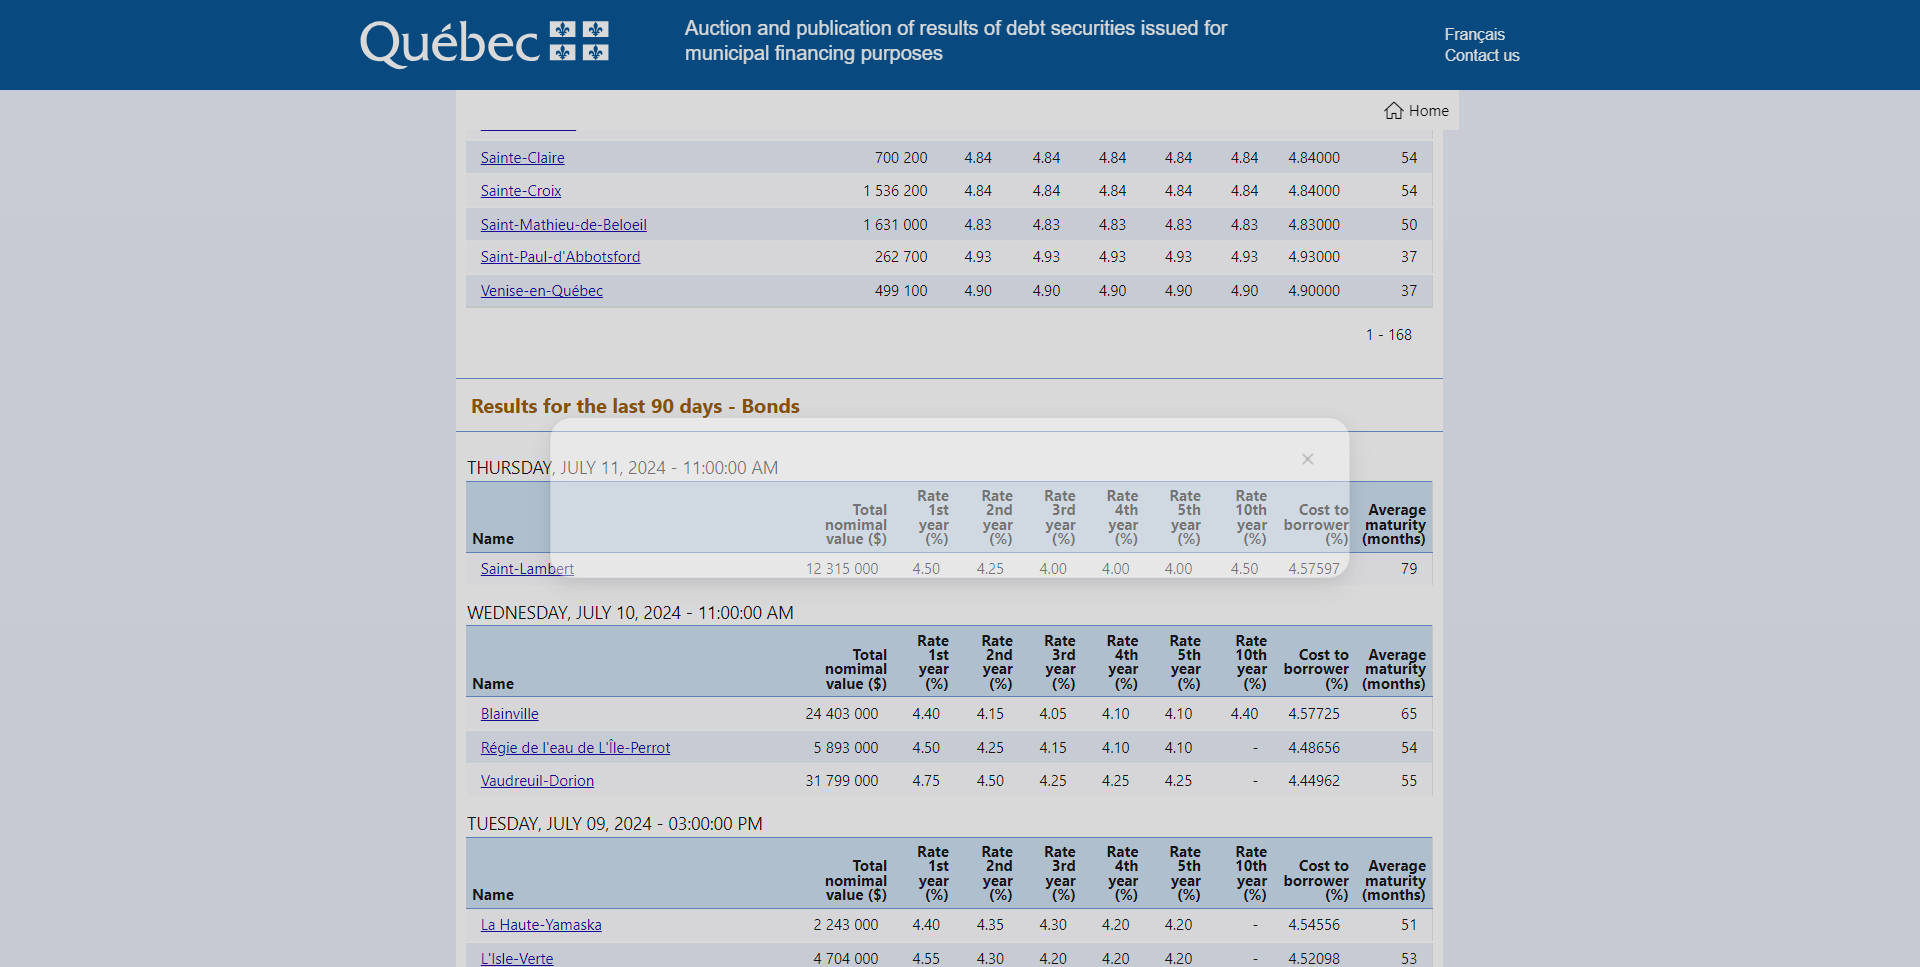 Québec
Auction and publication of results of debt securities issued for
municipal financing purposes
Français
Contact us
Home
Sainte-Claire 700 200 4.84 4.84 4.84 4.84 4.84 4.84000 54
Sainte-Croix 1 536 200 4.84 4.84 4.84 4.84 4.84 4.84000 54
Saint-Mathieu-de-Beloeil 1 631 000 4.83 4.83 4.83 4.83 4.83 4.83000 50
Saint-Paul-d'Abbotsford 262 700 4.93 4.93 4.93 4.93 4.93 4.93000 37
Venise-en-Québec 499 100 4.90 4.90 4.90 4.90 4.90 4.90000 37
1 - 168
Results for the last 90 days - Bonds
THURSDAY, JULY 11, 2024 - 11:00:00 AM
Name Total nomimal value ($) Rate 1st year (%) Rate 2nd year (%) Rate 3rd year (%) Rate 4th year (%) Rate 5th year (%) Rate 10th year (%) Cost to borrower (%) Average maturity (months)
Saint-Lambert 12 315 000 4.50 4.25 4.00 4.00 4.00 4.50 4.57597 79
WEDNESDAY, JULY 10, 2024 - 11:00:00 AM
Name Total nomimal value ($) Rate 1st year (%) Rate 2nd year (%) Rate 3rd year (%) Rate 4th year (%) Rate 5th year (%) Rate 10th year (%) Cost to borrower (%) Average maturity (months)
Blainville 24 403 000 4.40 4.15 4.05 4.10 4.10 4.40 4.57725 65
Régie de l'eau de L'Île-Perrot 5 893 000 4.50 4.25 4.15 4.10 4.10 - 4.48656 54
Vaudreuil-Dorion 31 799 000 4.75 4.50 4.25 4.25 4.25 - 4.44962 55
TUESDAY, JULY 09, 2024 - 03:00:00 PM
Name Total nomimal value ($) Rate 1st year (%) Rate 2nd year (%) Rate 3rd year (%) Rate 4th year (%) Rate 5th year (%) Rate 10th year (%) Cost to borrower (%) Average maturity (months)
La Haute-Yamaska 2 243 000 4.40 4.35 4.30 4.20 4.20 - 4.54556 51
L'Isle-Verte 4 704 000 4.55 4.30 4.20 4.20 4.20 - 4.52098 53